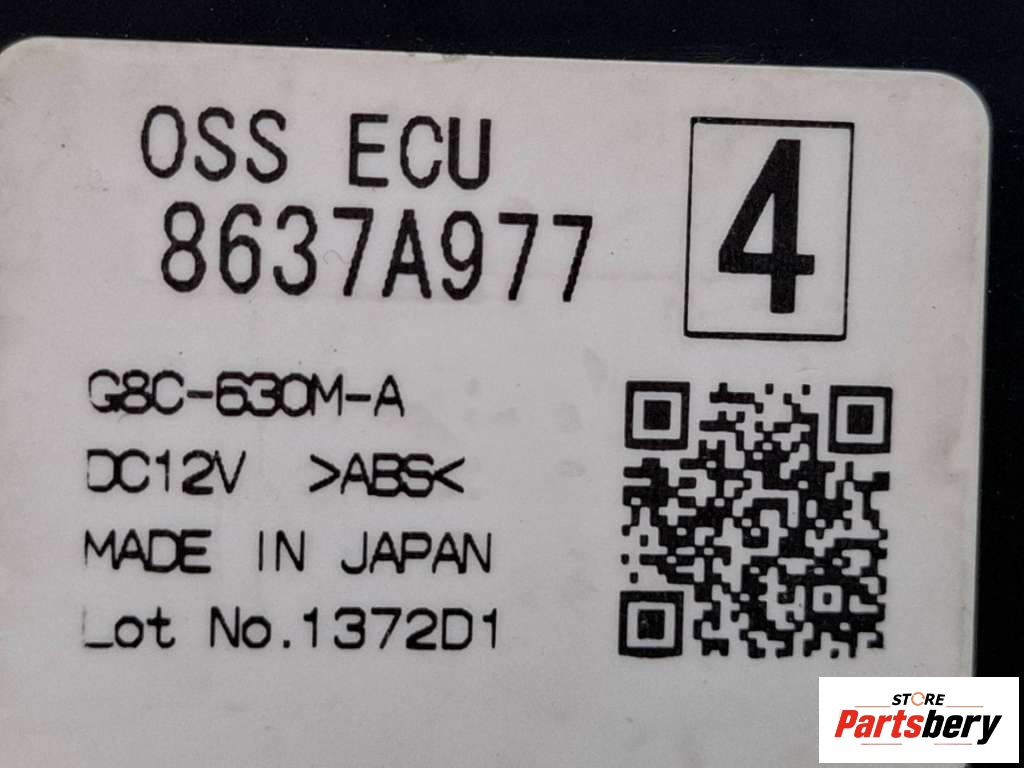 OSS ECU
8637A977
4
G8C-630M-A
DC12V >ABS<
MADE IN JAPAN
Lot No.1372D1
STORE
Partsbery